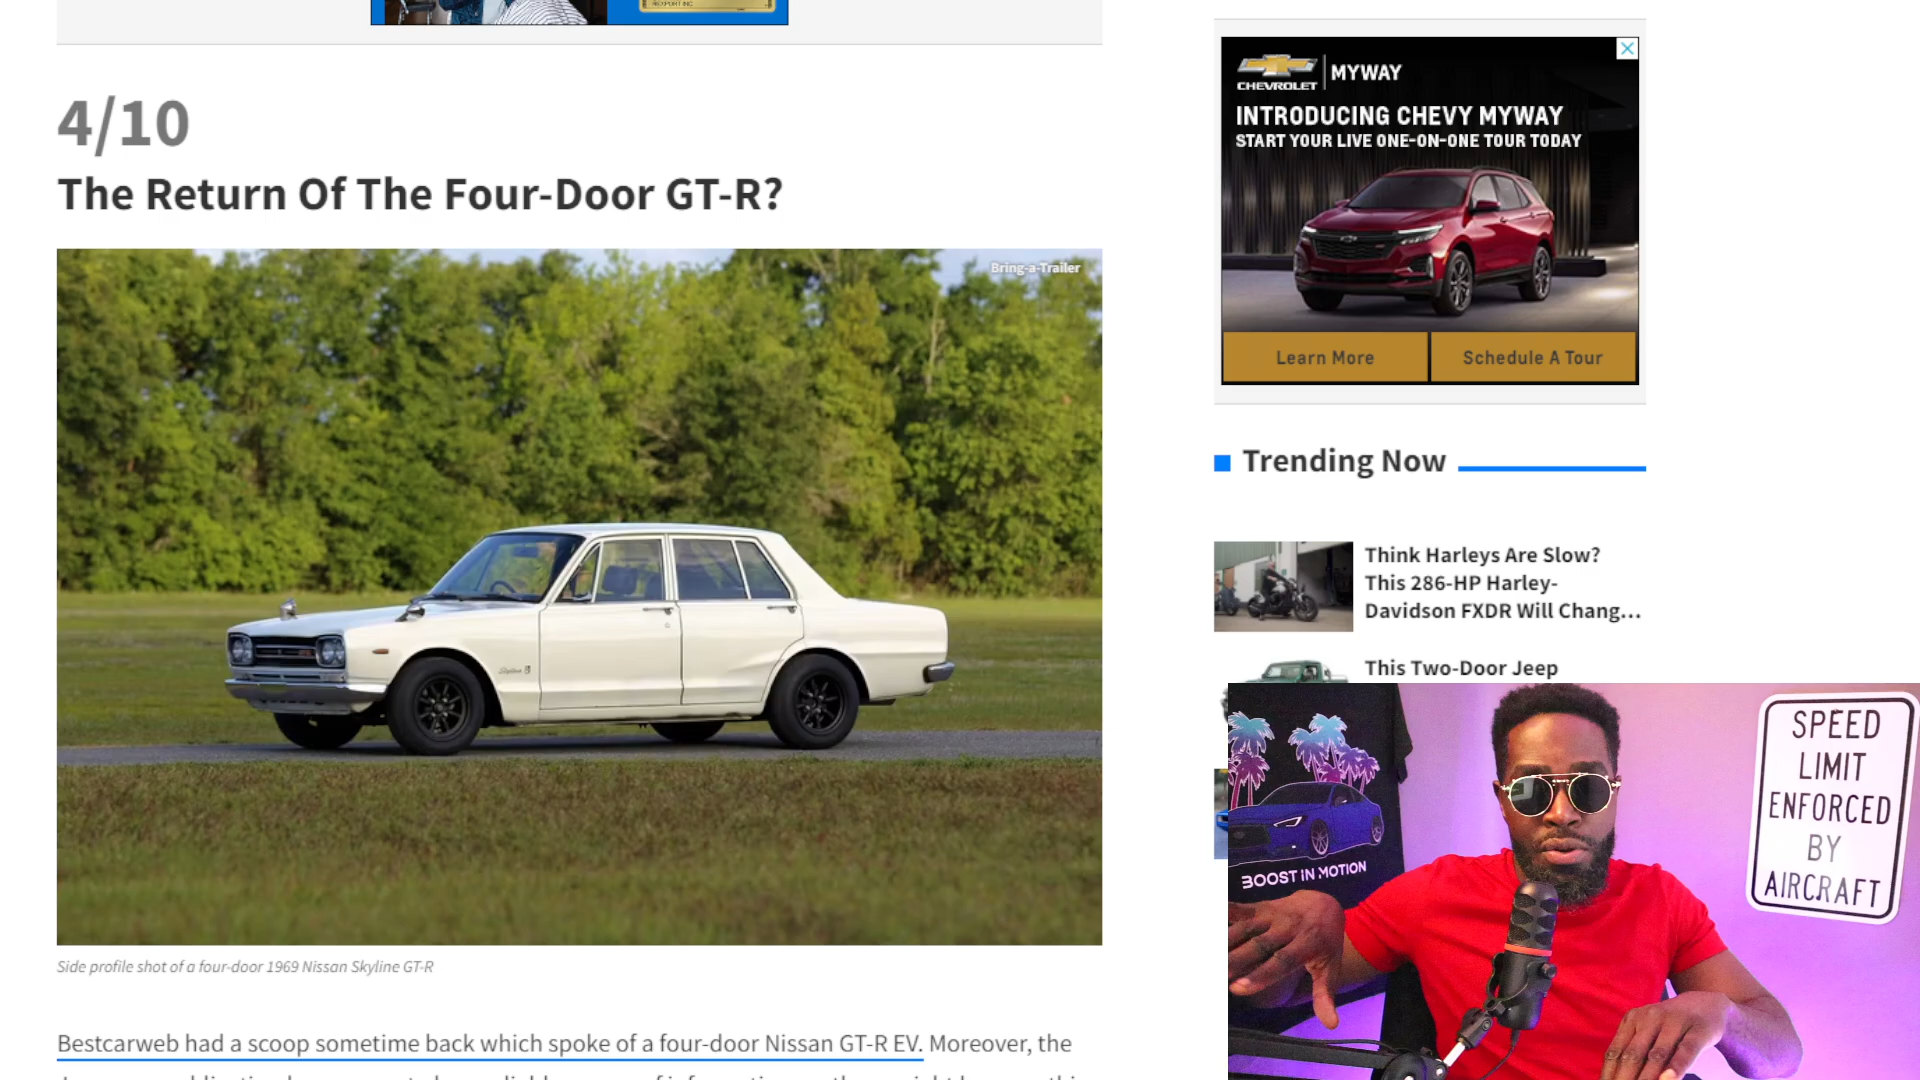 4/10
The Return Of The Four-Door GT-R?
Bring-a-Trailer
Skyline
Side profile shot of a four-door 1969 Nissan Skyline GT-R
Bestcarweb had a scoop sometime back which spoke of a four-door Nissan GT-R EV. Moreover, the
CHEVROLET
MYWAY
INTRODUCING CHEVY MYWAY
START YOUR LIVE ONE-ON-ONE TOUR TODAY
Learn More
Schedule A Tour
Trending Now
Think Harleys Are Slow?
This 286-HP Harley-
Davidson FXDR Will Chang...
This Two-Door Jeep
BOOST IN MOTION
SPEED
LIMIT
ENFORCED
BY
AIRCRAFT